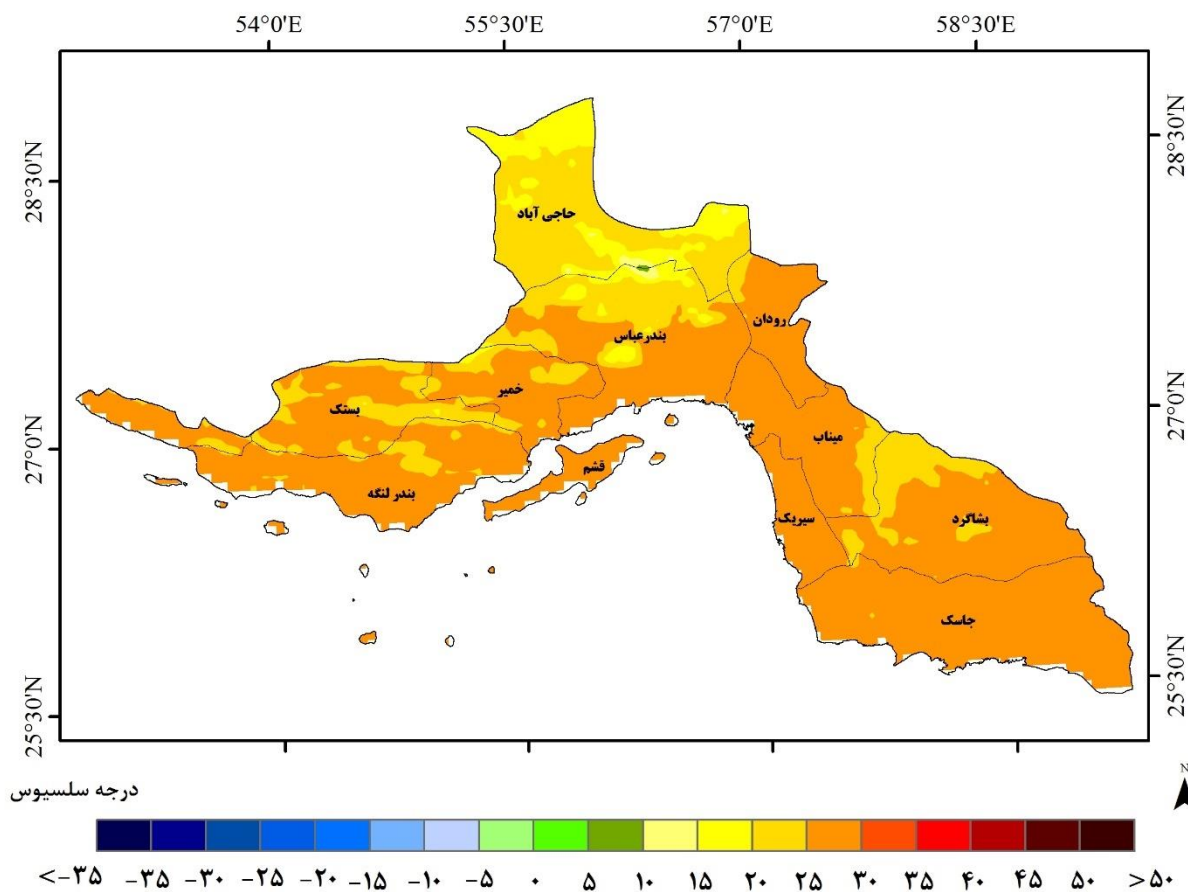 54°0'E 55°30'E 57°0'E 58°30'E
28°30'N 28°30'N
حاجی آباد
رودان
بندرعباس
خمیر
بستک
27°0'N 27°0'N
میناب
قشم
بندر لنگه
سیریک
بشاگرد
جاسک
25°30'N 25°30'N
N
درجه سلسیوس
<-۳۵ -۳۵ -۳۰ -۲۵ -۲۰ -۱۵ -۱۰ -۵ ۰ ۵ ۱۰ ۱۵ ۲۰ ۲۵ ۳۰ ۳۵ ۴۰ ۴۵ ۵۰ >۵۰